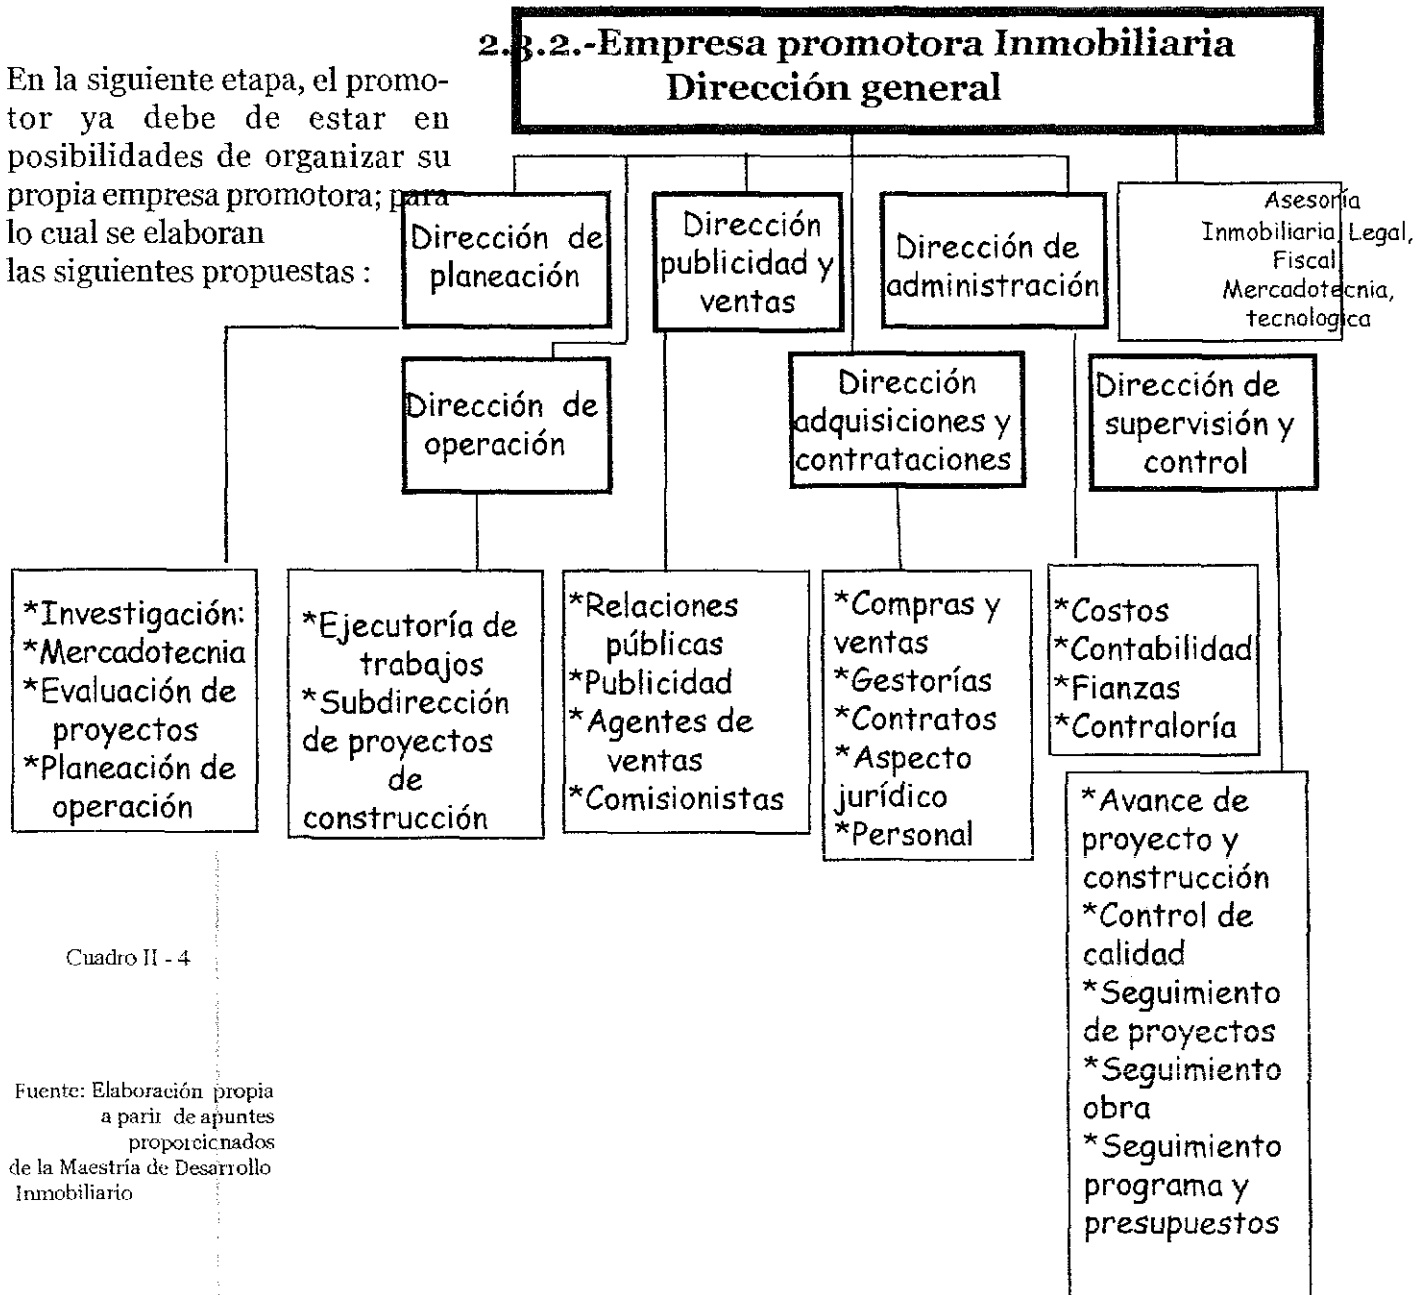 2.3.2.-Empresa promotora Inmobiliaria
Dirección general
En la siguiente etapa, el promo-
tor ya debe de estar en
posibilidades de organizar su
propia empresa promotora; para
lo cual se elaboran
las siguientes propuestas :
Dirección de
planeación
Dirección
publicidad y
ventas
Dirección de
administración
Asesoría
Inmobiliaria, Legal,
Fiscal,
Mercadotecnia,
tecnologica
Dirección de
operación
Dirección
adquisiciones y
contrataciones
Dirección de
supervisión y
control
*Investigación:
*Mercadotecnia
*Evaluación de
proyectos
*Planeación de
operación
*Ejecutoría de
trabajos
*Subdirección
de proyectos
de
construcción
*Relaciones
públicas
*Publicidad
*Agentes de
ventas
*Comisionistas
*Compras y
ventas
*Gestorías
*Contratos
*Aspecto
jurídico
*Personal
*Costos
*Contabilidad
*Fianzas
*Contraloría
*Avance de
proyecto y
construcción
*Control de
calidad
*Seguimiento
de proyectos
*Seguimiento
obra
*Seguimiento
programa y
presupuestos
Cuadro II - 4
Fuente: Elaboración propia
a parir de apuntes
proporcionados
de la Maestría de Desarrollo
Inmobiliario